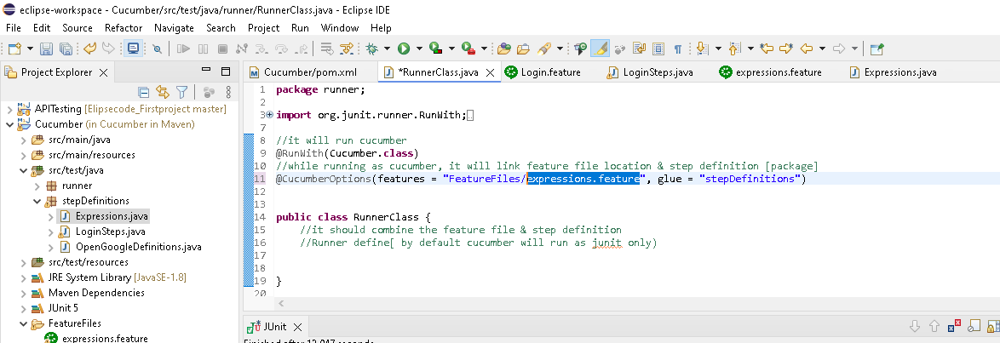 eclipse-workspace - Cucumber/src/test/java/runner/RunnerClass.java - Eclipse IDE
File Edit Source Refactor Navigate Search Project Run Window Help
Project Explorer
Cucumber/pom.xml *RunnerClass.java Login.feature LoginSteps.java expressions.feature Expressions.java
APITesting [Elipsecode_Firstproject master]
Cucumber (in Cucumber in Maven)
src/main/java
src/main/resources
src/test/java
runner
stepDefinitions
Expressions.java
LoginSteps.java
OpenGoogleDefinitions.java
src/test/resources
JRE System Library [JavaSE-1.8]
Maven Dependencies
JUnit 5
FeatureFiles
expressions.feature
1 package runner;
2
3 import org.junit.runner.RunWith;
7
8 //it will run cucumber
9 @RunWith(Cucumber.class)
10 //while running as cucumber, it will link feature file location & step definition [package]
11 @CucumberOptions(features = "FeatureFiles/expressions.feature", glue = "stepDefinitions")
12
13
14 public class RunnerClass {
15 //it should combine the feature file & step definition
16 //Runner define[ by default cucumber will run as junit only)
17
18
19 }
20
JUnit
Finished after 13.047 seconds